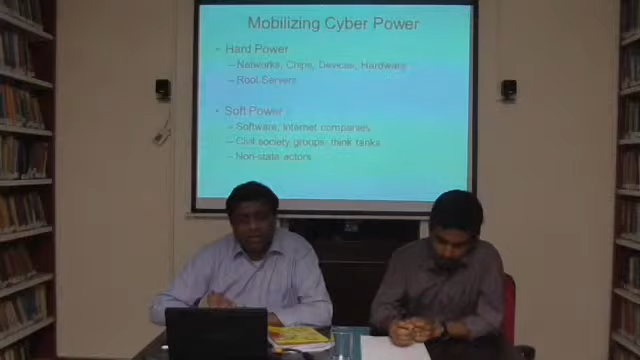 Mobilizing Cyber Power
- Hard Power
– Networks, Chips, Devices, Hardware
– Root Servers
- Soft Power
– Software, Internet companies
– Civil society groups, think tanks
– Non-state actors